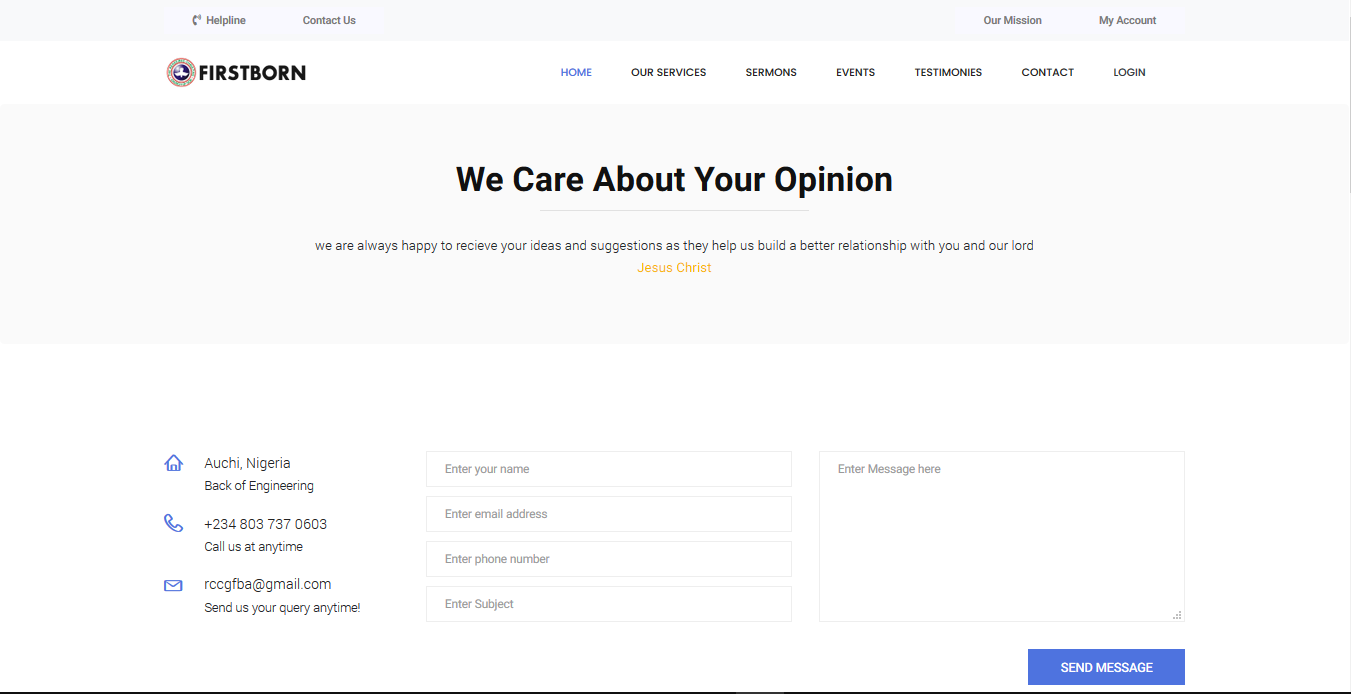 Helpline Contact Us Our Mission My Account
FIRSTBORN HOME OUR SERVICES SERMONS EVENTS TESTIMONIES CONTACT LOGIN
We Care About Your Opinion
we are always happy to recieve your ideas and suggestions as they help us build a better relationship with you and our lord
Jesus Christ
Auchi, Nigeria
Back of Engineering
+234 803 737 0603
Call us at anytime
rccgfba@gmail.com
Send us your query anytime!
Enter your name
Enter email address
Enter phone number
Enter Subject
Enter Message here
SEND MESSAGE